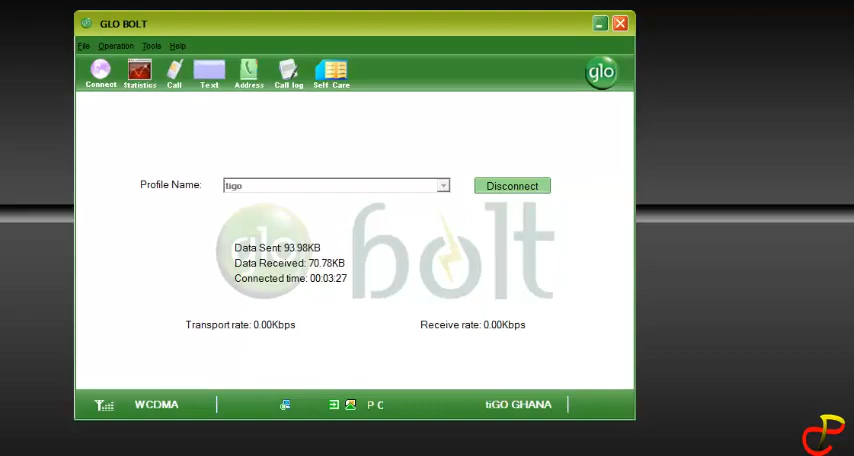 GLO BOLT
File Operation Tools Help
Connect Statistics Call Text Address Call log Self Care
glo
Profile Name: tigo Disconnect
glo bolt
Data Sent: 93.98KB
Data Received: 70.78KB
Connected time: 00:03:27
Transport rate: 0.00Kbps Receive rate: 0.00Kbps
WCDMA P C tiGO GHANA